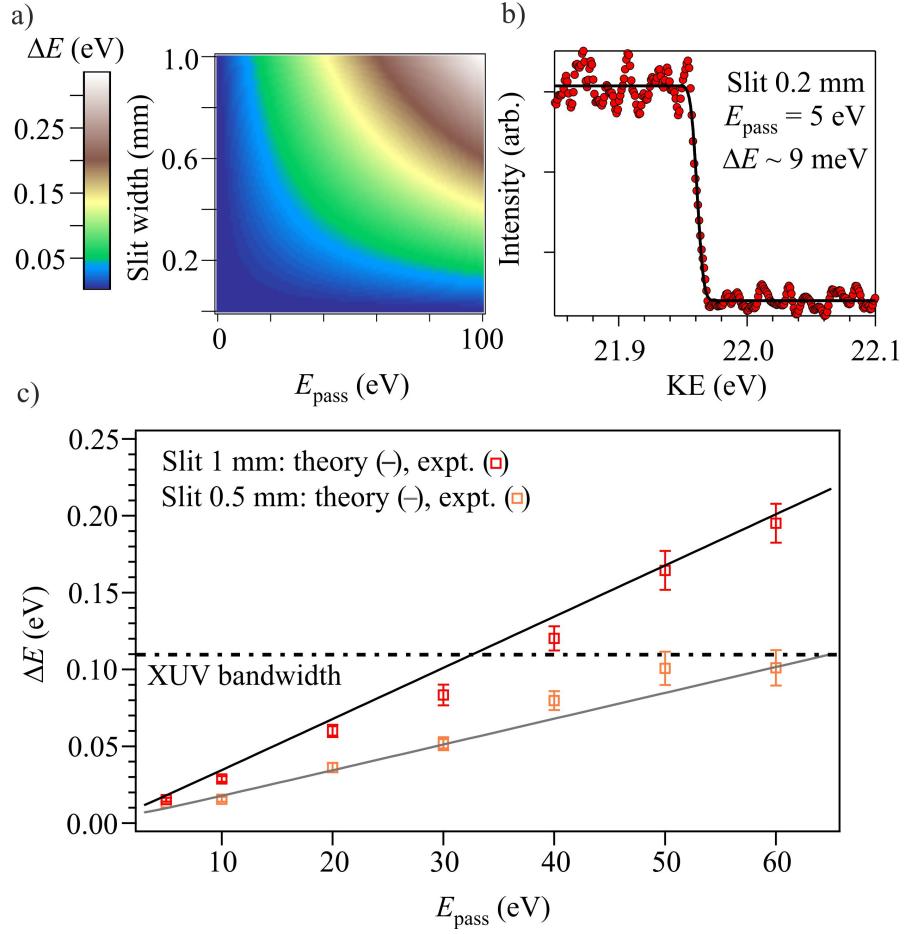 a)
ΔE (eV)
0.25
0.15
0.05
Slit width (mm)
1.0
0.6
0.2
0
100
E_pass (eV)
b)
Intensity (arb.)
Slit 0.2 mm
E_pass = 5 eV
ΔE ~ 9 meV
21.9
22.0
22.1
KE (eV)
c)
ΔE (eV)
0.25
0.20
0.15
0.10
0.05
0.00
Slit 1 mm: theory (–), expt. (□)
Slit 0.5 mm: theory (–), expt. (□)
XUV bandwidth
10
20
30
40
50
60
E_pass (eV)